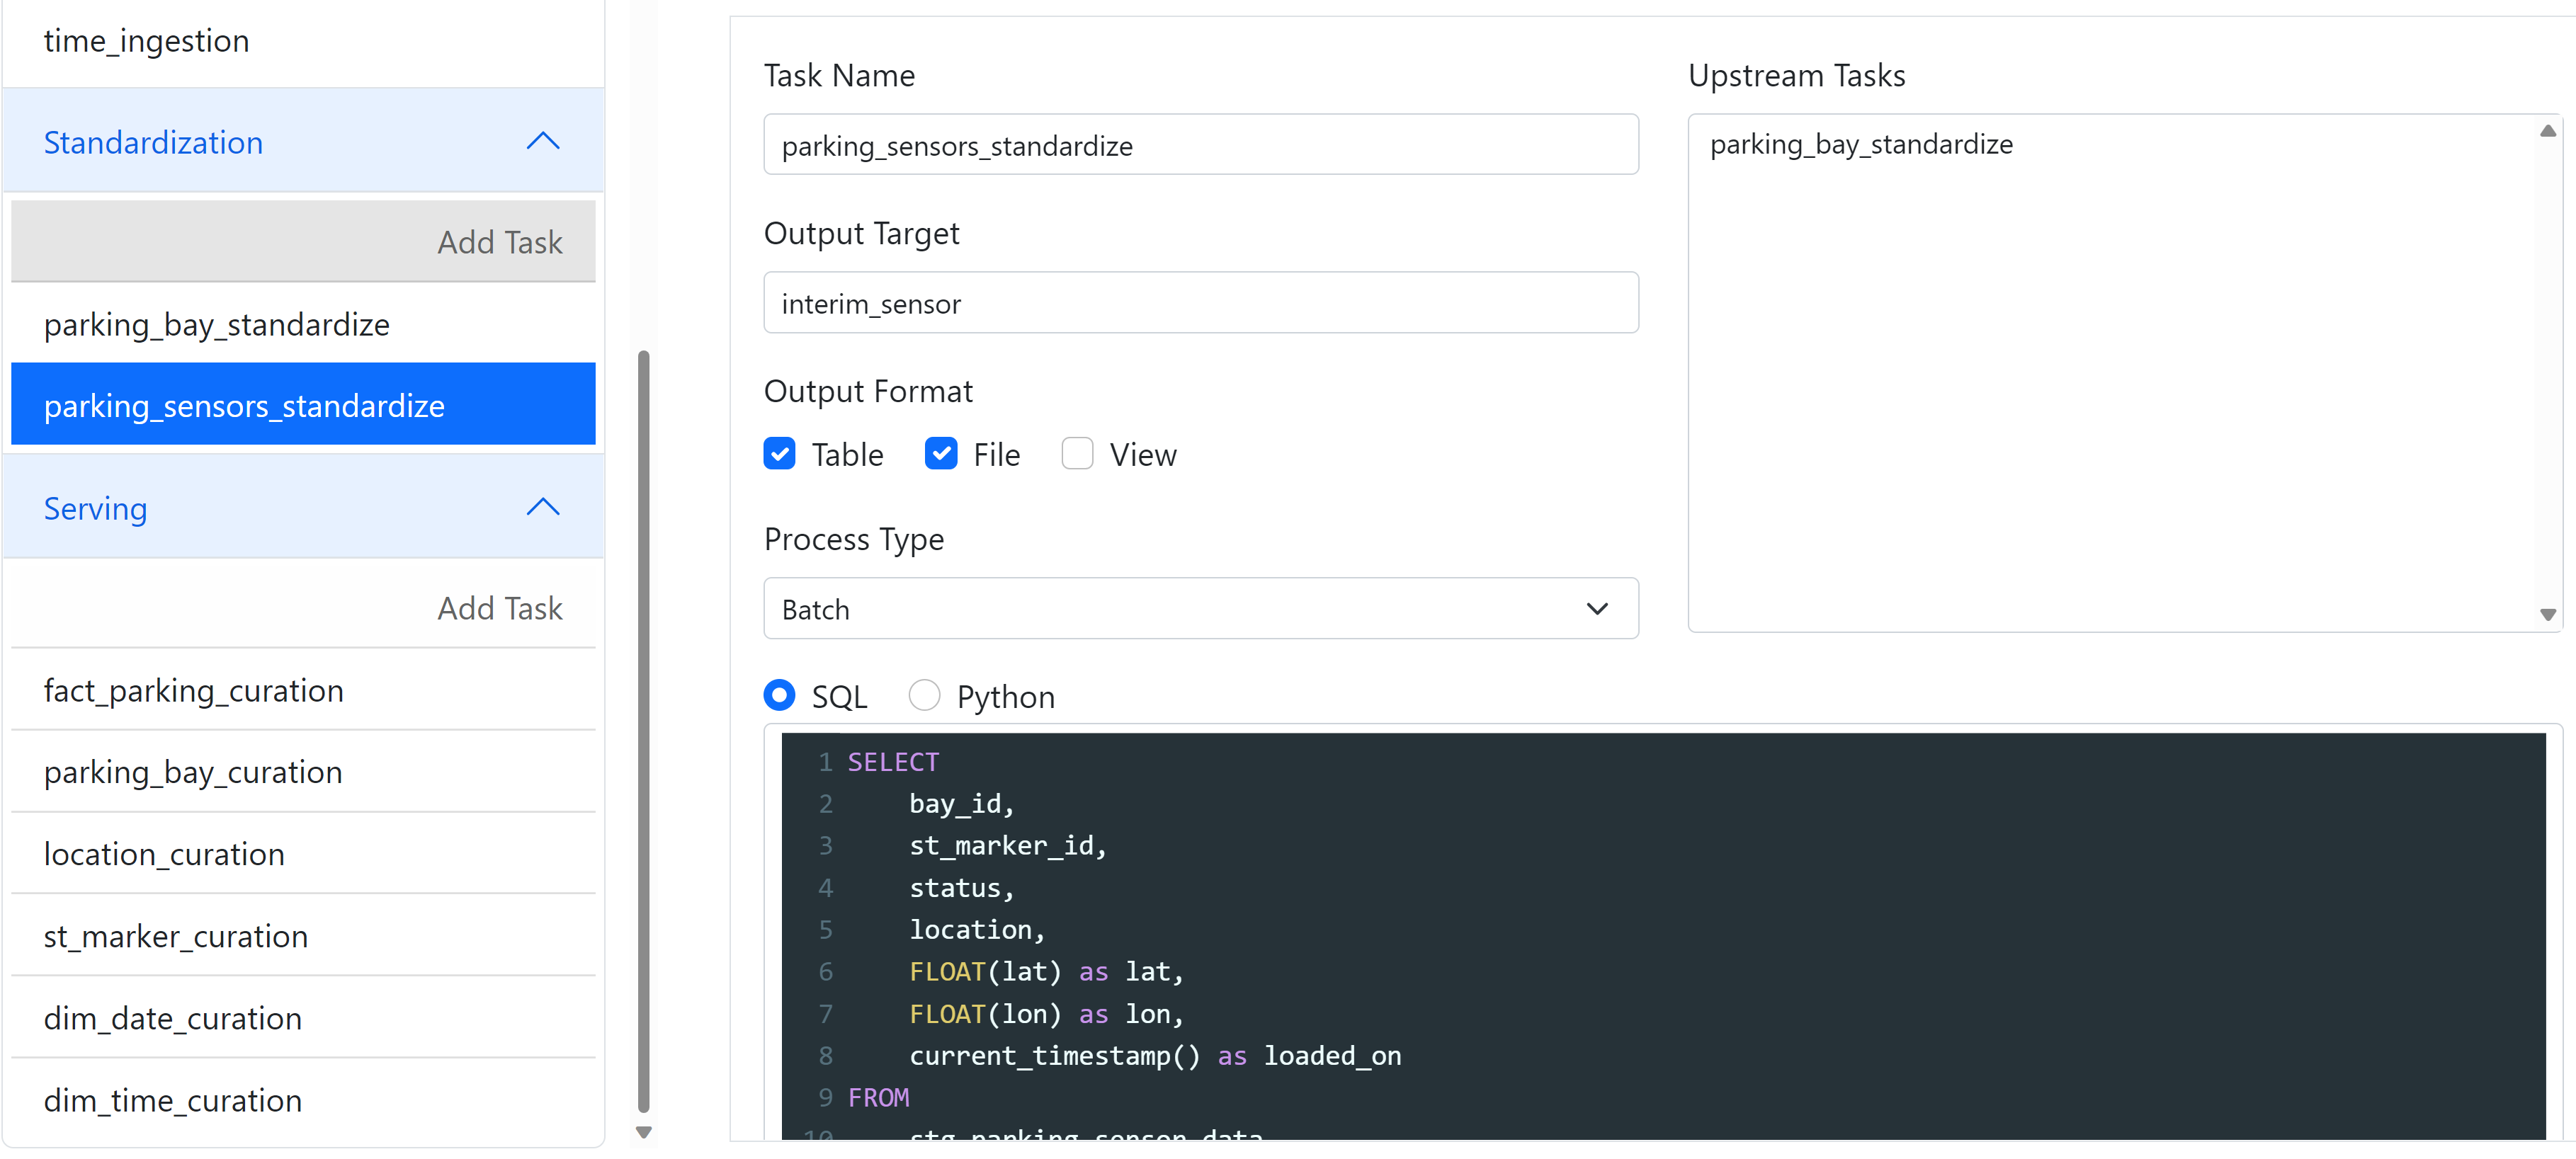 time_ingestion
Standardization
Add Task
parking_bay_standardize
parking_sensors_standardize
Serving
Add Task
fact_parking_curation
parking_bay_curation
location_curation
st_marker_curation
dim_date_curation
dim_time_curation
Task Name
parking_sensors_standardize
Output Target
interim_sensor
Output Format
Table File View
Process Type
Batch
Upstream Tasks
parking_bay_standardize
SQL Python
1 SELECT
2 bay_id,
3 st_marker_id,
4 status,
5 location,
6 FLOAT(lat) as lat,
7 FLOAT(lon) as lon,
8 current_timestamp() as loaded_on
9 FROM
10 stg_parking_sensor_data